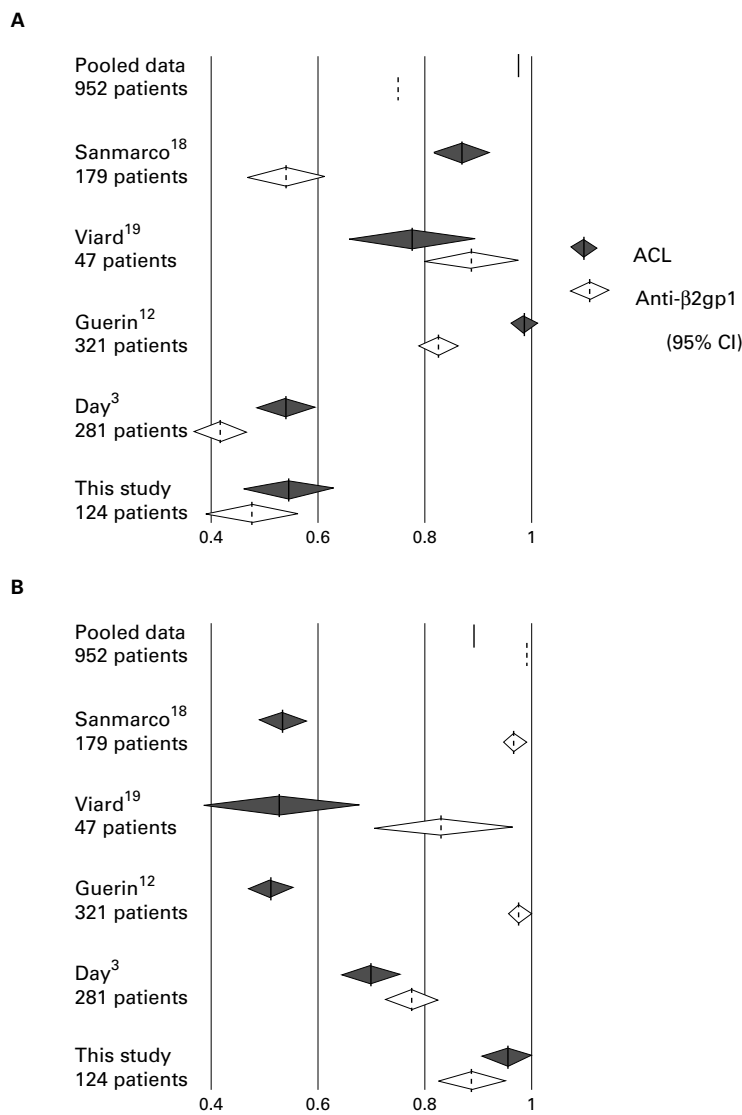 A
Pooled data
952 patients
Sanmarco18
179 patients
Viard19
47 patients
Guerin12
321 patients
Day3
281 patients
This study
124 patients
0.4 0.6 0.8 1
ACL
Anti-β2gp1
(95% CI)
B
Pooled data
952 patients
Sanmarco18
179 patients
Viard19
47 patients
Guerin12
321 patients
Day3
281 patients
This study
124 patients
0.4 0.6 0.8 1